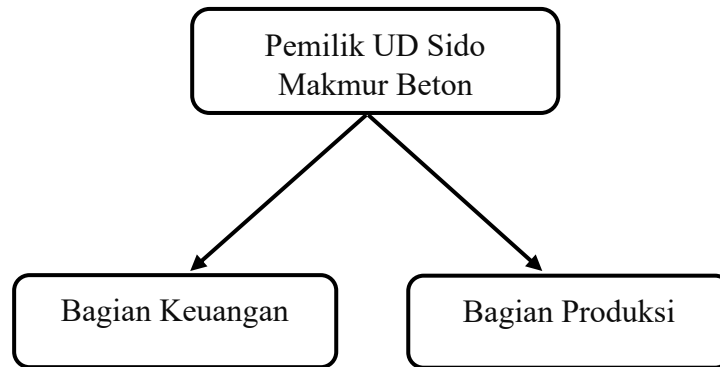 Pemilik UD Sido
Makmur Beton
Bagian Keuangan
Bagian Produksi